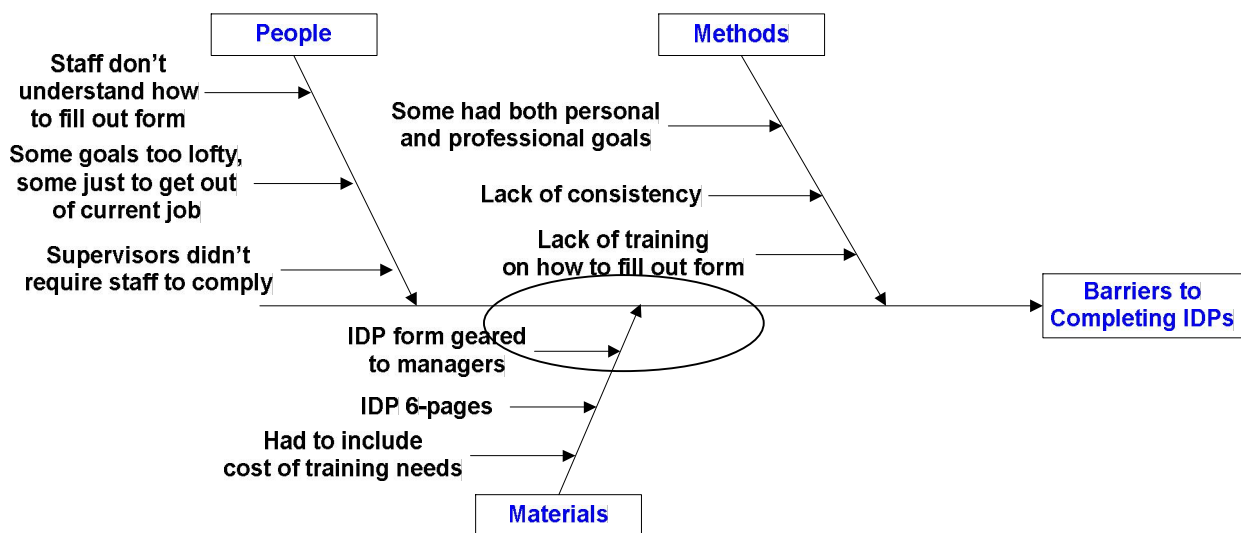 People
Methods
Staff don't
understand how
to fill out form
Some goals too lofty,
some just to get out
of current job
Supervisors didn't
require staff to comply
Some had both personal
and professional goals
Lack of consistency
Lack of training
on how to fill out form
Barriers to
Completing IDPs
IDP form geared
to managers
IDP 6-pages
Had to include
cost of training needs
Materials